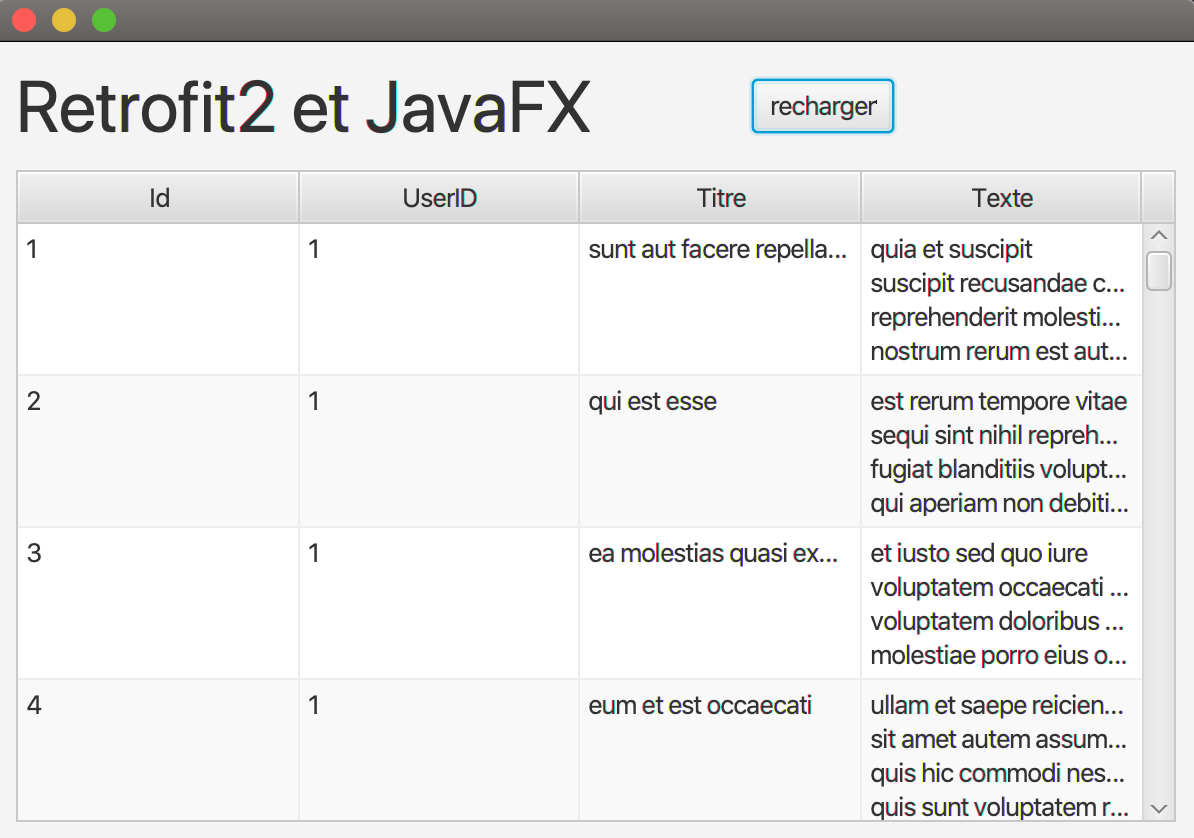 Retrofit2 et JavaFX
recharger
Id UserID Titre Texte
1 1 sunt aut facere repella... quia et suscipit
suscipit recusandae c...
reprehenderit molesti...
nostrum rerum est aut...
2 1 qui est esse est rerum tempore vitae
sequi sint nihil repreh...
fugiat blanditiis volupt...
qui aperiam non debiti...
3 1 ea molestias quasi ex... et iusto sed quo iure
voluptatem occaecati ...
voluptatem doloribus ...
molestiae porro eius o...
4 1 eum et est occaecati ullam et saepe reicien...
sit amet autem assum...
quis hic commodi nes...
quis sunt voluptatem r...